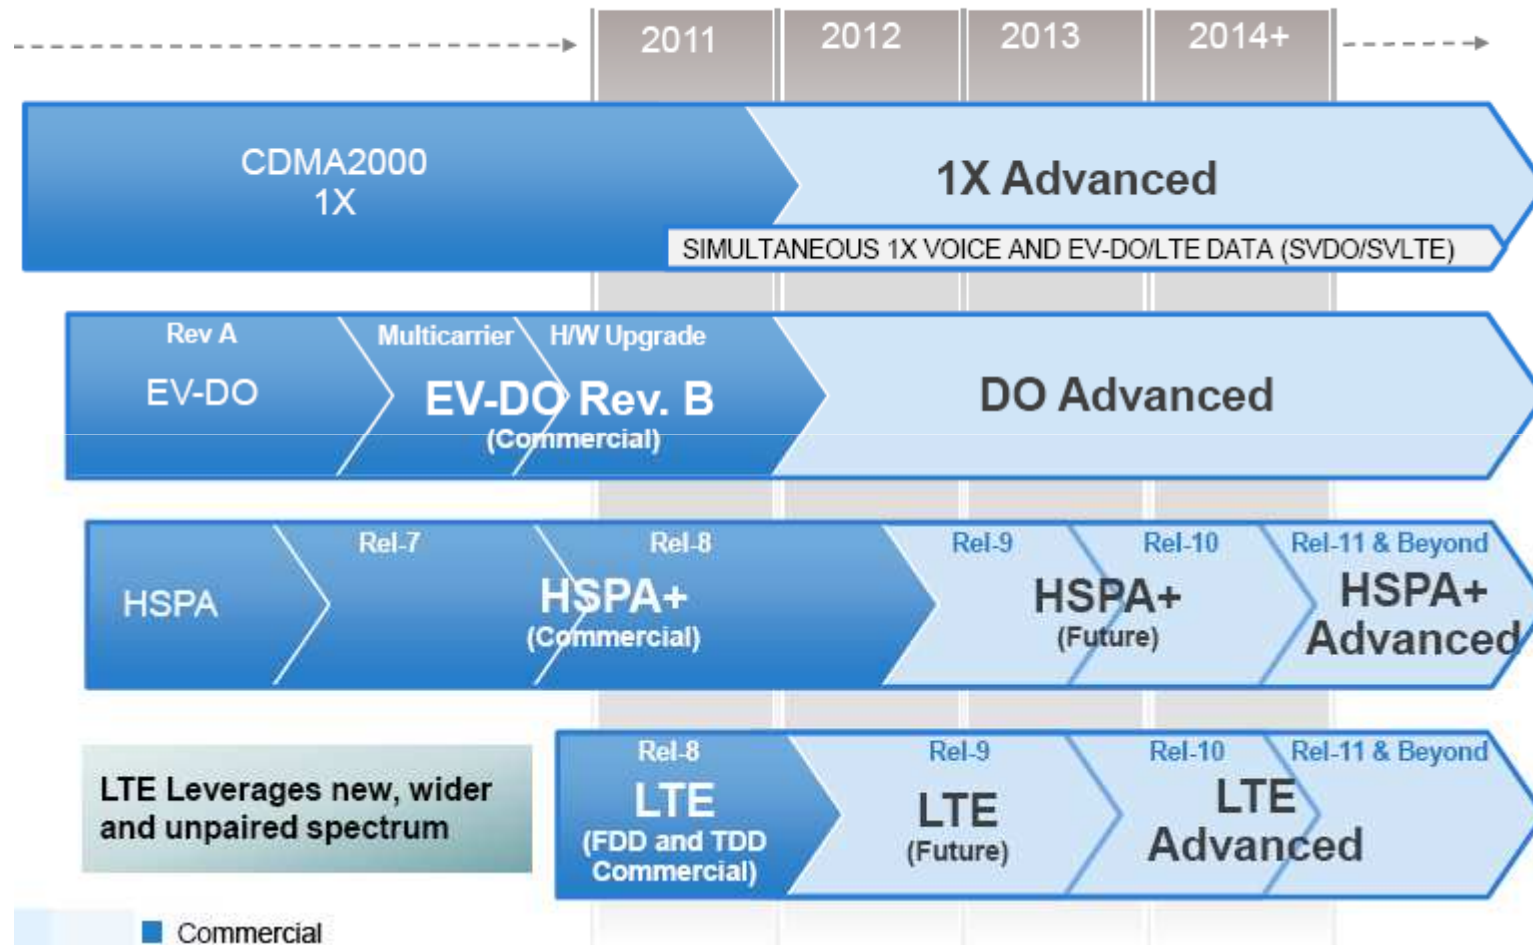 2011
2012
2013
2014+
CDMA2000
1X
1X Advanced
SIMULTANEOUS 1X VOICE AND EV-DO/LTE DATA (SVDO/SVLTE)
Rev A
Multicarrier
H/W Upgrade
EV-DO
EV-DO Rev. B
(Commercial)
DO Advanced
HSPA
Rel-7
Rel-8
HSPA+
(Commercial)
Rel-9
Rel-10
HSPA+
(Future)
Rel-11 & Beyond
HSPA+
Advanced
LTE Leverages new, wider
and unpaired spectrum
Rel-8
LTE
(FDD and TDD
Commercial)
Rel-9
LTE
(Future)
Rel-10
Rel-11 & Beyond
LTE
Advanced
Commercial